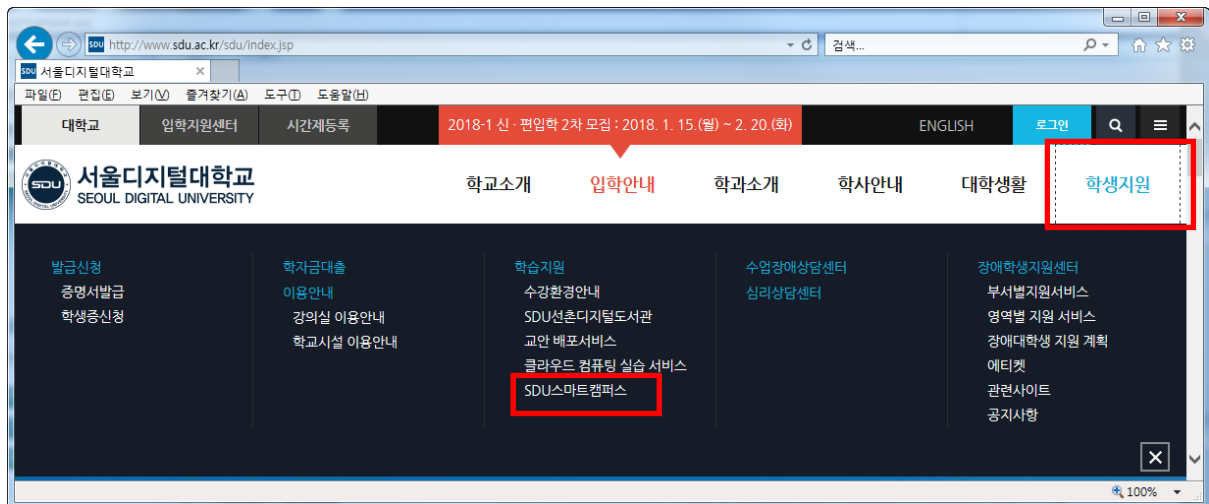 http://www.sdu.ac.kr/sdu/index.jsp
검색...
서울디지털대학교
파일(F) 편집(E) 보기(V) 즐겨찾기(A) 도구(T) 도움말(H)
대학교 입학지원센터 시간제등록 2018-1 신·편입학 2차 모집 : 2018. 1. 15.(월) ~ 2. 20.(화) ENGLISH 로그인
SDU 서울디지털대학교
SEOUL DIGITAL UNIVERSITY
학교소개 입학안내 학과소개 학사안내 대학생활 학생지원
발급신청
증명서발급
학생증신청
학자금대출
이용안내
강의실 이용안내
학교시설 이용안내
학습지원
수강환경안내
SDU선촌디지털도서관
교안 배포서비스
클라우드 컴퓨팅 실습 서비스
SDU스마트캠퍼스
수업장애상담센터
심리상담센터
장애학생지원센터
부서별지원서비스
영역별 지원 서비스
장애대학생 지원 계획
에티켓
관련사이트
공지사항
100%